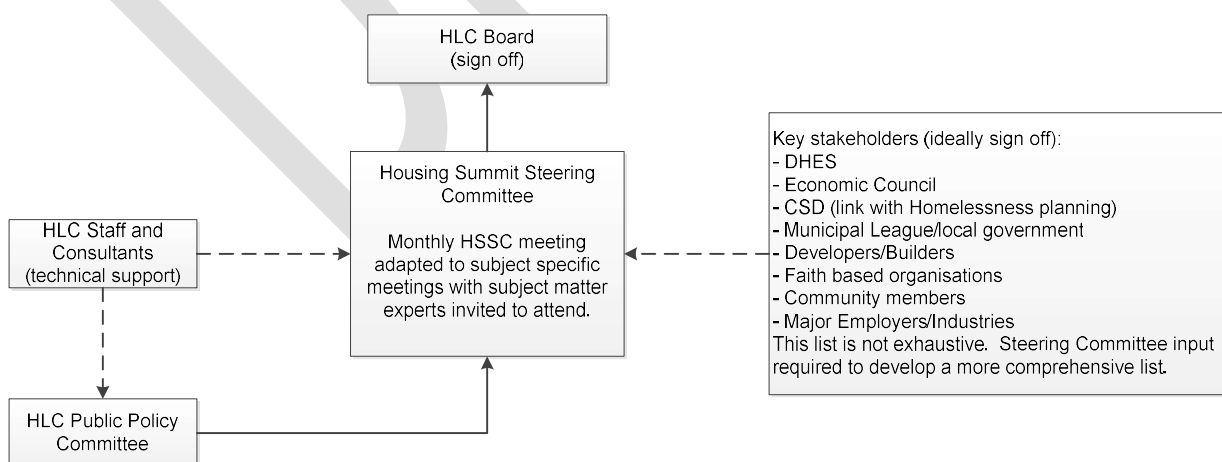 HLC Board
(sign off)
Housing Summit Steering
Committee
Monthly HSSC meeting
adapted to subject specific
meetings with subject matter
experts invited to attend.
Key stakeholders (ideally sign off):
- DHES
- Economic Council
- CSD (link with Homelessness planning)
- Municipal League/local government
- Developers/Builders
- Faith based organisations
- Community members
- Major Employers/Industries
This list is not exhaustive. Steering Committee input
required to develop a more comprehensive list.
HLC Staff and
Consultants
(technical support)
HLC Public Policy
Committee